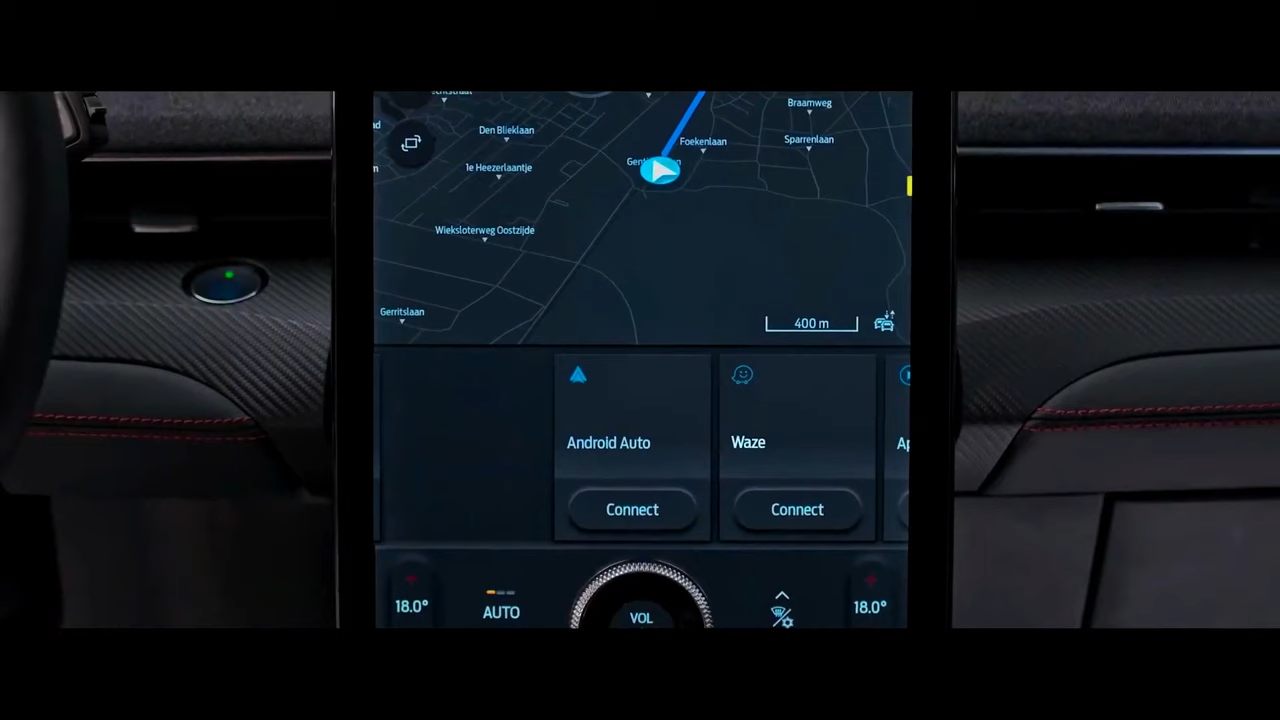 Braamweg
Den Blieklaan
Sparrenlaan
Foekenlaan
1e Heezerlaantje
Wieksloterweg Oostzijde
Gerritslaan
400 m
Android Auto
Waze
Connect
Connect
18.0°
AUTO
VOL
18.0°